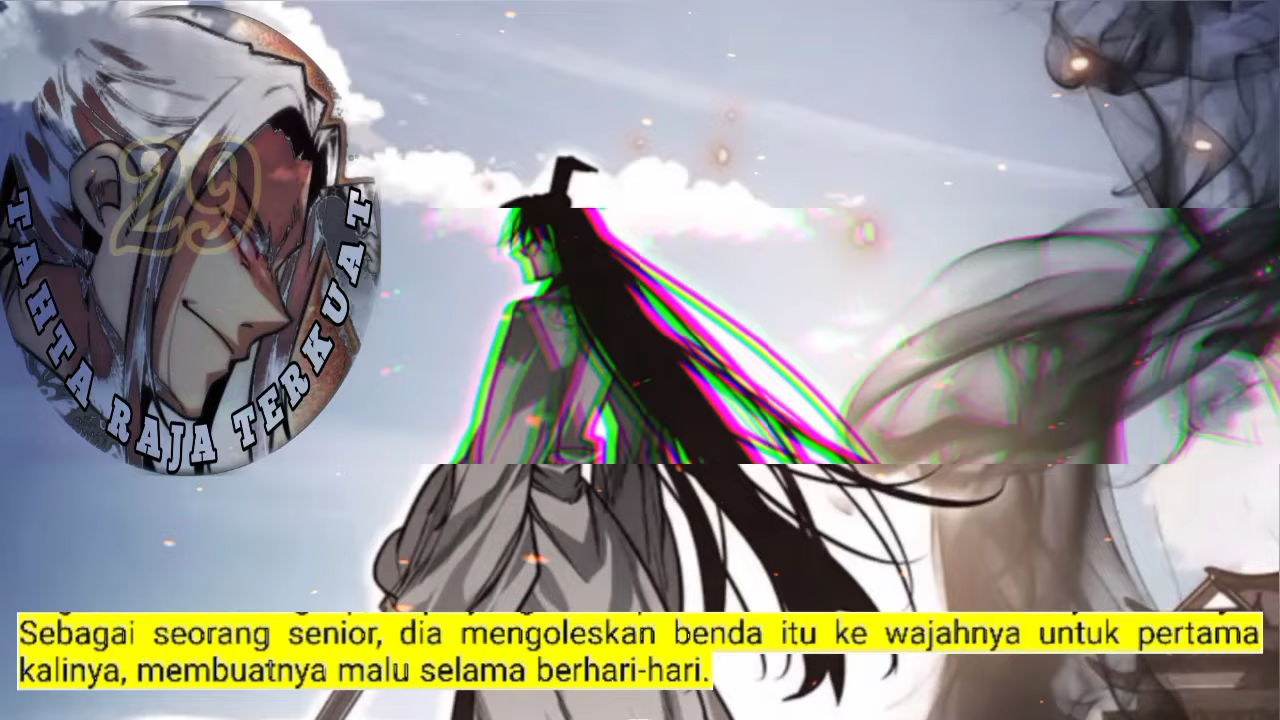 29
TAHTA RAJA TERKUAT
Sebagai seorang senior, dia mengoleskan benda itu ke wajahnya untuk pertama
kalinya, membuatnya malu selama berhari-hari.